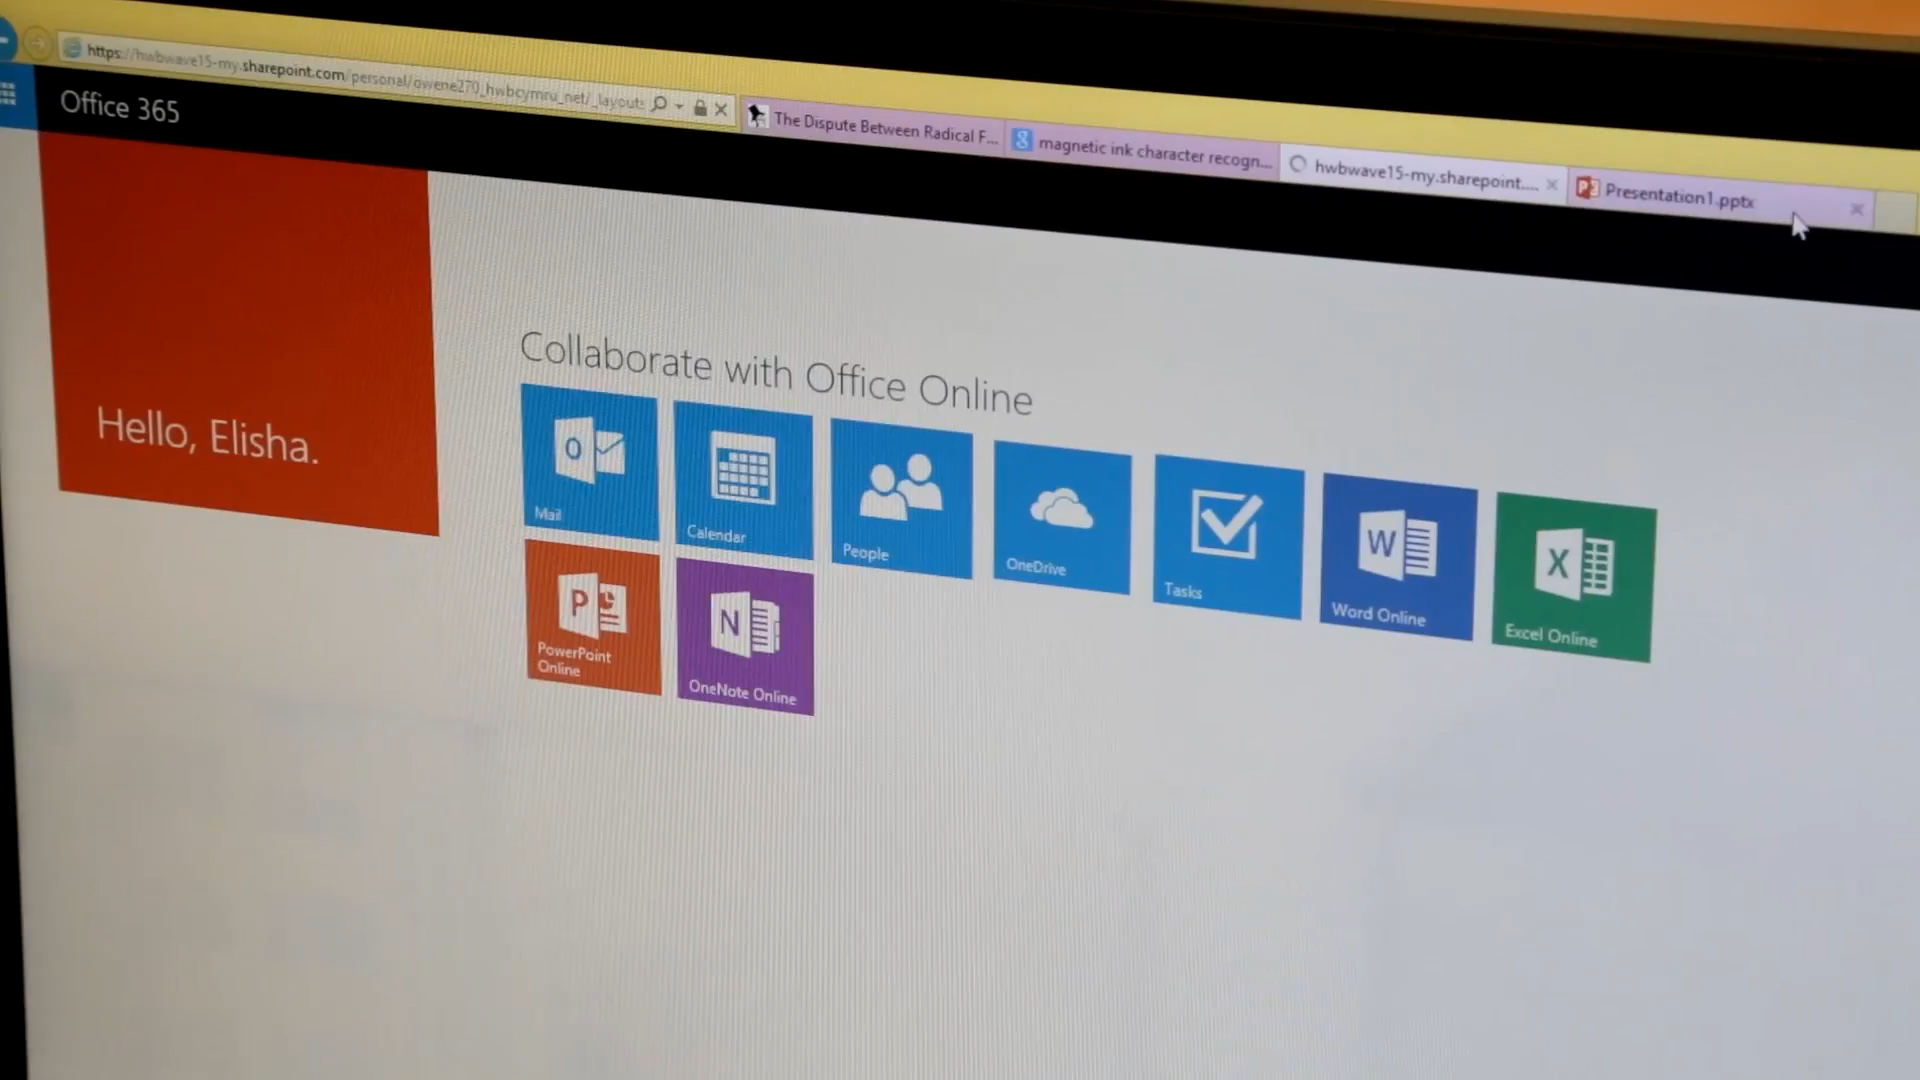 https://hwbwave15-my.sharepoint.com/personal/owene270_hwbcymru_net/_layouts
The Dispute Between Radical F...
magnetic ink character recogn...
hwbwave15-my.sharepoint....
Presentation1.pptx
Office 365
Hello, Elisha.
Collaborate with Office Online
Mail
Calendar
People
OneDrive
Tasks
Word Online
Excel Online
PowerPoint
Online
OneNote Online